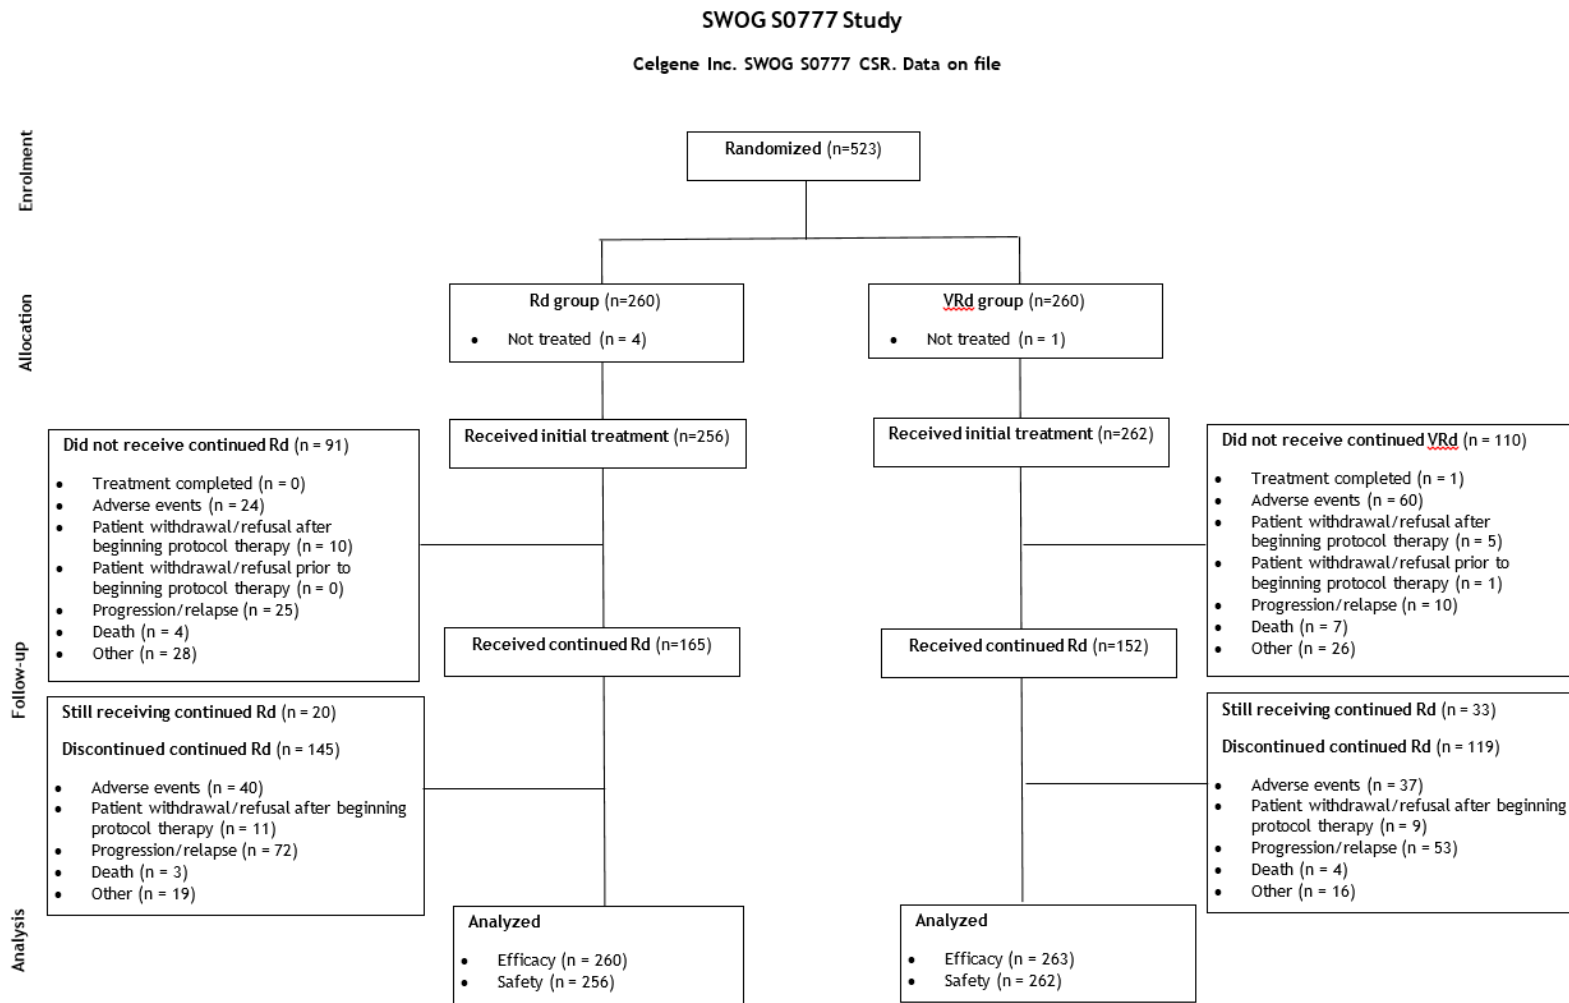 SWOG S0777 Study
Celgene Inc. SWOG S0777 CSR. Data on file
Enrolment
Randomized (n=523)
Allocation
Rd group (n=260)
• Not treated (n = 4)
VRd group (n=260)
• Not treated (n = 1)
Received initial treatment (n=256)
Received initial treatment (n=262)
Follow-up
Did not receive continued Rd (n = 91)
• Treatment completed (n = 0)
• Adverse events (n = 24)
• Patient withdrawal/refusal after
beginning protocol therapy (n = 10)
• Patient withdrawal/refusal prior to
beginning protocol therapy (n = 0)
• Progression/relapse (n = 25)
• Death (n = 4)
• Other (n = 28)
Did not receive continued VRd (n = 110)
• Treatment completed (n = 1)
• Adverse events (n = 60)
• Patient withdrawal/refusal after
beginning protocol therapy (n = 5)
• Patient withdrawal/refusal prior to
beginning protocol therapy (n = 1)
• Progression/relapse (n = 10)
• Death (n = 7)
• Other (n = 26)
Received continued Rd (n=165)
Received continued Rd (n=152)
Still receiving continued Rd (n = 20)
Discontinued continued Rd (n = 145)
• Adverse events (n = 40)
• Patient withdrawal/refusal after beginning
protocol therapy (n = 11)
• Progression/relapse (n = 72)
• Death (n = 3)
• Other (n = 19)
Still receiving continued Rd (n = 33)
Discontinued continued Rd (n = 119)
• Adverse events (n = 37)
• Patient withdrawal/refusal after beginning
protocol therapy (n = 9)
• Progression/relapse (n = 53)
• Death (n = 4)
• Other (n = 16)
Analysis
Analyzed
• Efficacy (n = 260)
• Safety (n = 256)
Analyzed
• Efficacy (n = 263)
• Safety (n = 262)